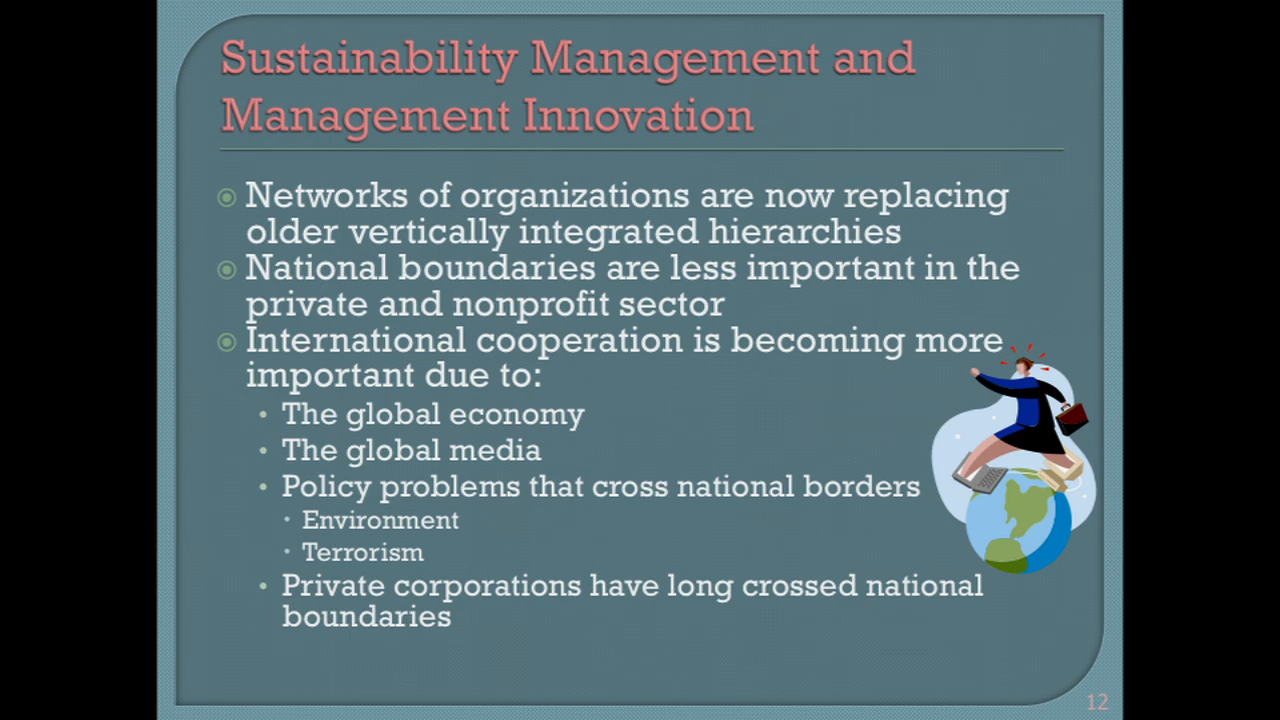 Sustainability Management and
Management Innovation
Networks of organizations are now replacing
older vertically integrated hierarchies
National boundaries are less important in the
private and nonprofit sector
International cooperation is becoming more
important due to:
The global economy
The global media
Policy problems that cross national borders
Environment
Terrorism
Private corporations have long crossed national
boundaries
12